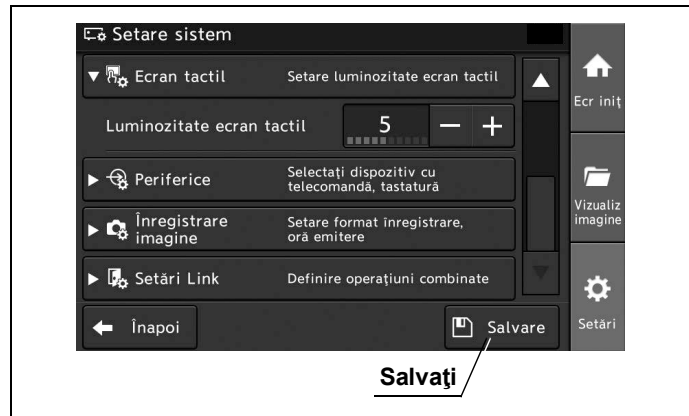 Setare sistem
Ecran tactil
Setare luminozitate ecran tactil
Luminozitate ecran tactil
5
Periferice
Selectați dispozitiv cu
telecomandă, tastatură
Înregistrare
imagine
Setare format înregistrare,
oră emitere
Setări Link
Definire operaţiuni combinate
Înapoi
Salvare
Ecr iniţ
Vizualiz
imagine
Setări
Salvaţi